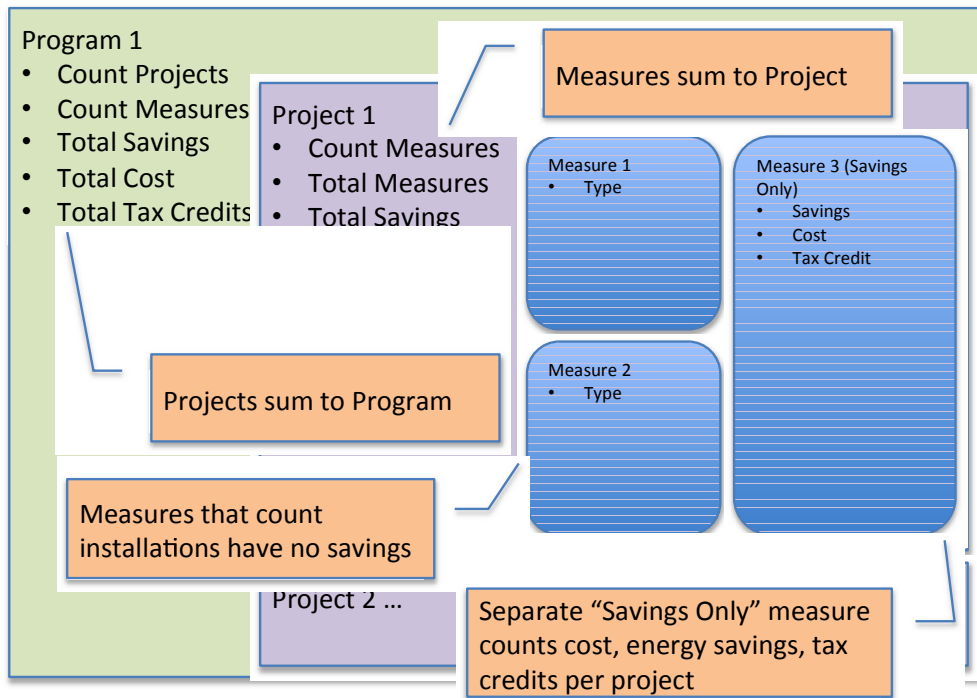 Program 1
• Count Projects
• Count Measures
• Total Savings
• Total Cost
• Total Tax Credits
Project 1
• Count Measures
• Total Measures
• Total Savings
Measures sum to Project
Measure 1
• Type
Measure 2
• Type
Measure 3 (Savings
Only)
• Savings
• Cost
• Tax Credit
Projects sum to Program
Measures that count
installations have no savings
Project 2 ...
Separate “Savings Only” measure
counts cost, energy savings, tax
credits per project